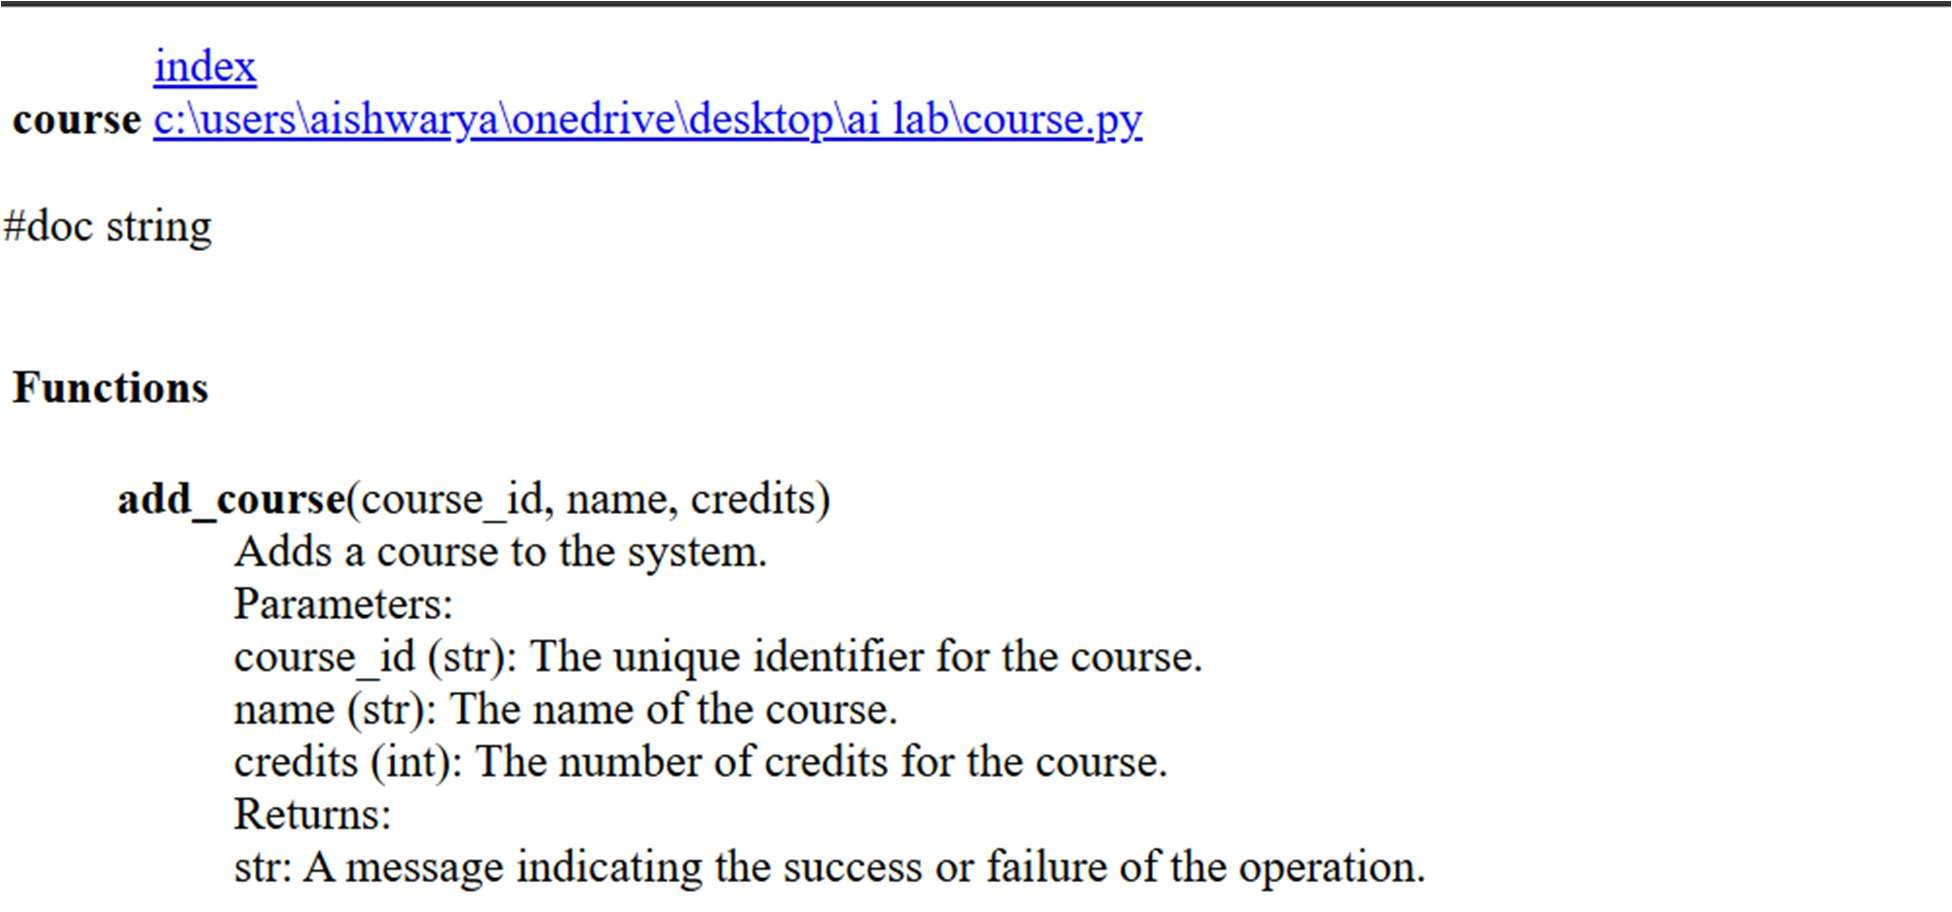 index
course c:\users\aishwarya\onedrive\desktop\ai lab\course.py
#doc string
Functions
add_course(course_id, name, credits)
Adds a course to the system.
Parameters:
course_id (str): The unique identifier for the course.
name (str): The name of the course.
credits (int): The number of credits for the course.
Returns:
str: A message indicating the success or failure of the operation.